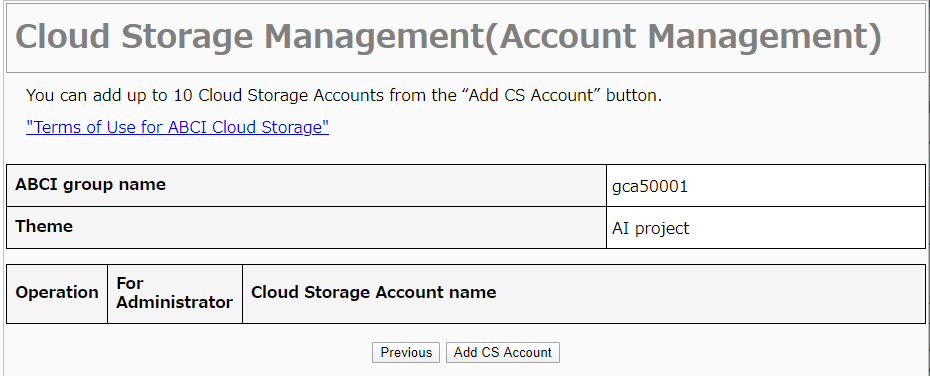 Cloud Storage Management(Account Management)
You can add up to 10 Cloud Storage Accounts from the “Add CS Account” button.
"Terms of Use for ABCI Cloud Storage"
ABCI group name gca50001
Theme AI project
Operation For Administrator Cloud Storage Account name
Previous Add CS Account